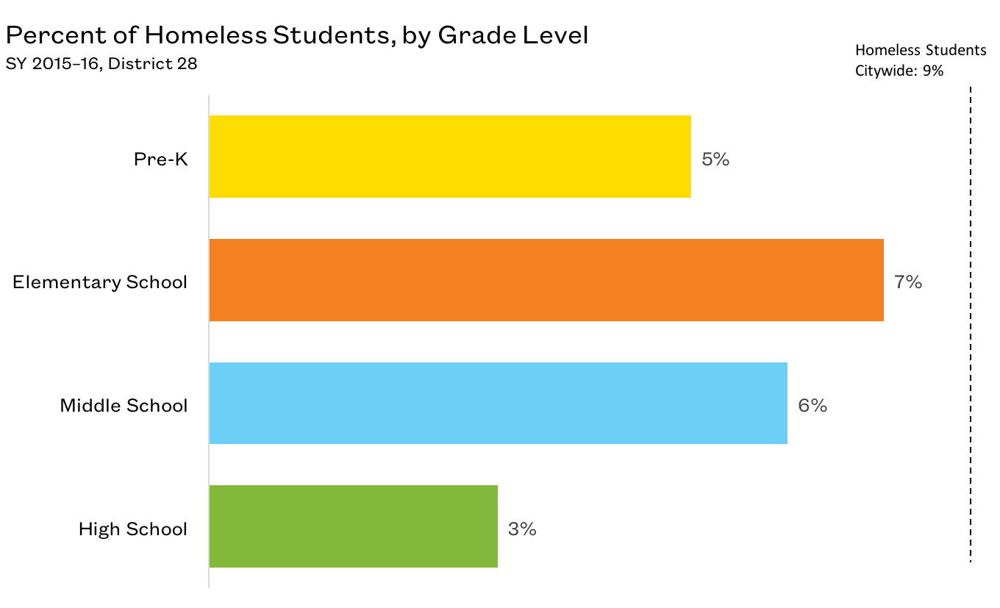 Percent of Homeless Students, by Grade Level
SY 2015–16, District 28
Homeless Students
Citywide: 9%
Pre-K
5%
Elementary School
7%
Middle School
6%
High School
3%